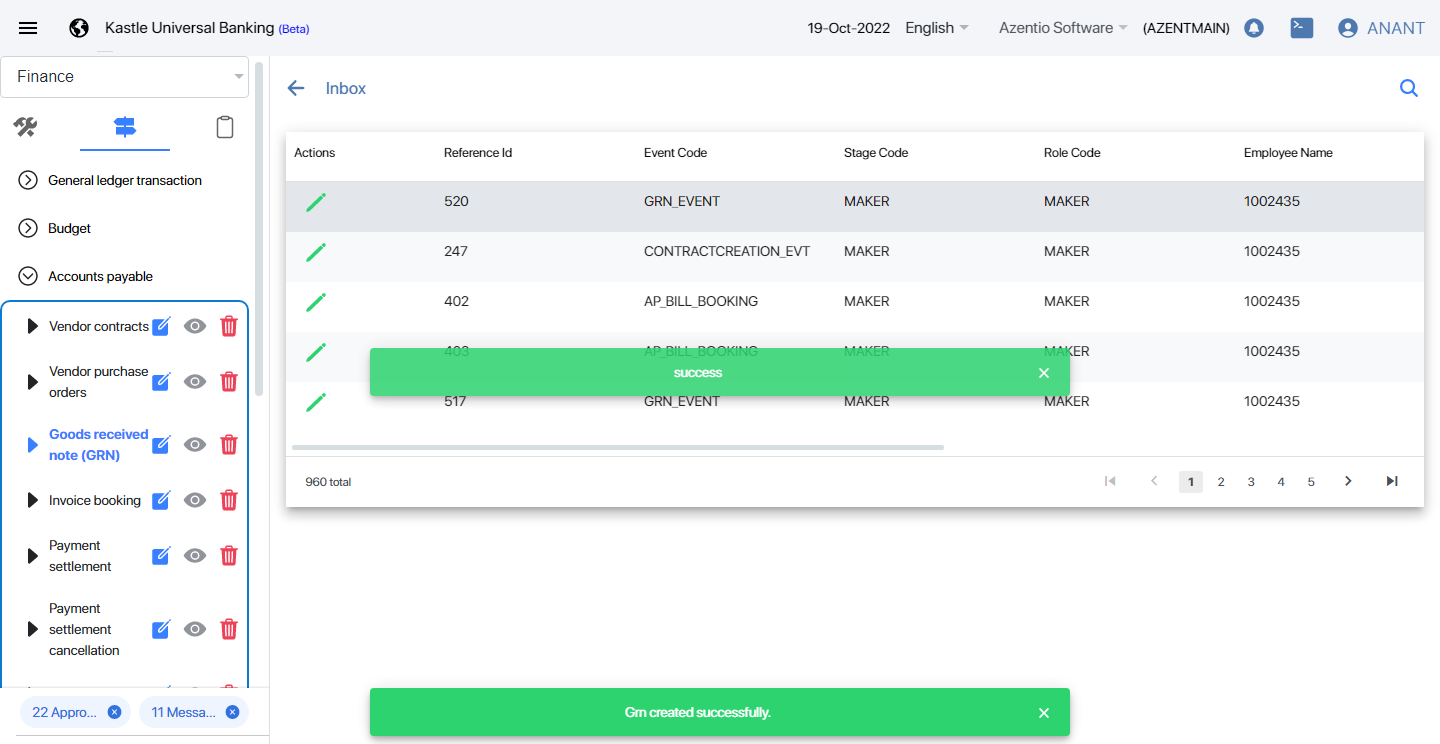 Kastle Universal Banking (Beta)
19-Oct-2022 English Azentio Software (AZENTMAIN) ANANT
Finance
General ledger transaction
Budget
Accounts payable
Vendor contracts
Vendor purchase
orders
Goods received
note (GRN)
Invoice booking
Payment
settlement
Payment
settlement
cancellation
22 Appro...
11 Messa...
Inbox
Actions Reference Id Event Code Stage Code Role Code Employee Name
520 GRN_EVENT MAKER MAKER 1002435
247 CONTRACTCREATION_EVT MAKER MAKER 1002435
402 AP_BILL_BOOKING MAKER MAKER 1002435
403 AP_BILL_BOOKING MAKER MAKER 1002435
success
517 GRN_EVENT MAKER MAKER 1002435
960 total
1 2 3 4 5
Grn created successfully.